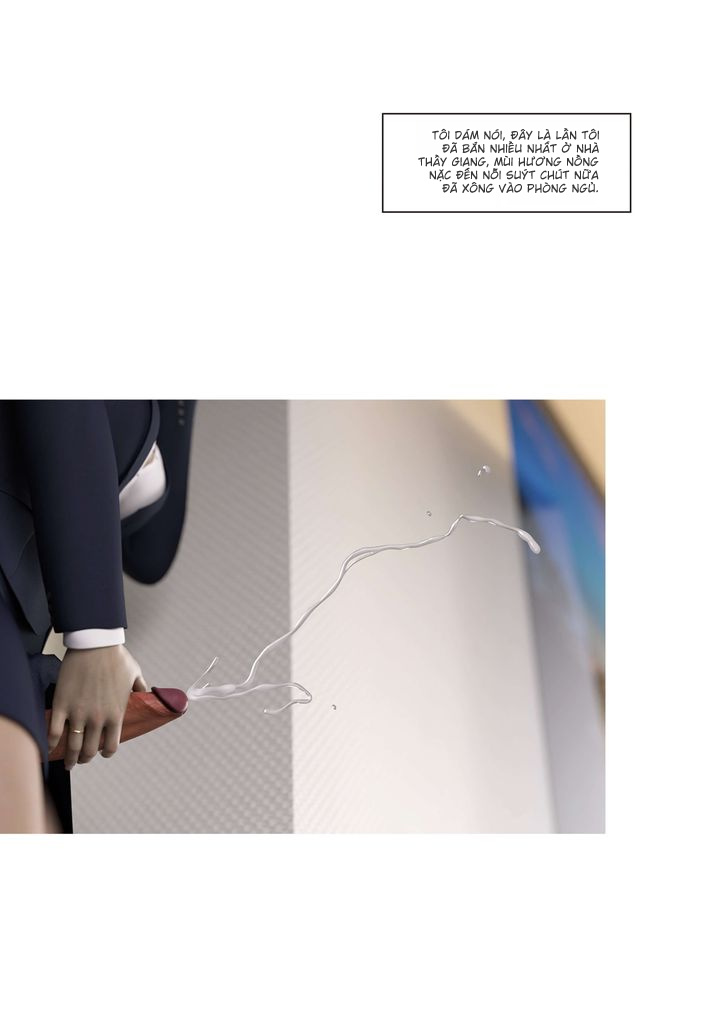 TÔI DÁM NÓI, ĐÂY LÀ LẦN TÔI
ĐÃ BẮN NHIỀU NHẤT Ở NHÀ
THẦY GIANG, MÙI HƯƠNG NỒNG
NẶC ĐẾN NỖI SUÝT CHÚT NỮA
ĐÃ XÔNG VÀO PHÒNG NGỦ.